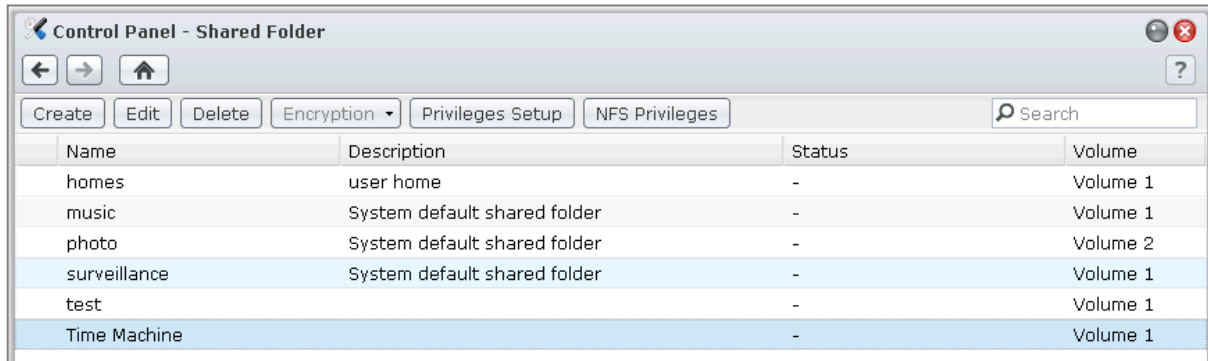 Control Panel - Shared Folder
?
Create Edit Delete Encryption Privileges Setup NFS Privileges Search
Name Description Status Volume
homes user home - Volume 1
music System default shared folder - Volume 1
photo System default shared folder - Volume 2
surveillance System default shared folder - Volume 1
test - Volume 1
Time Machine - Volume 1